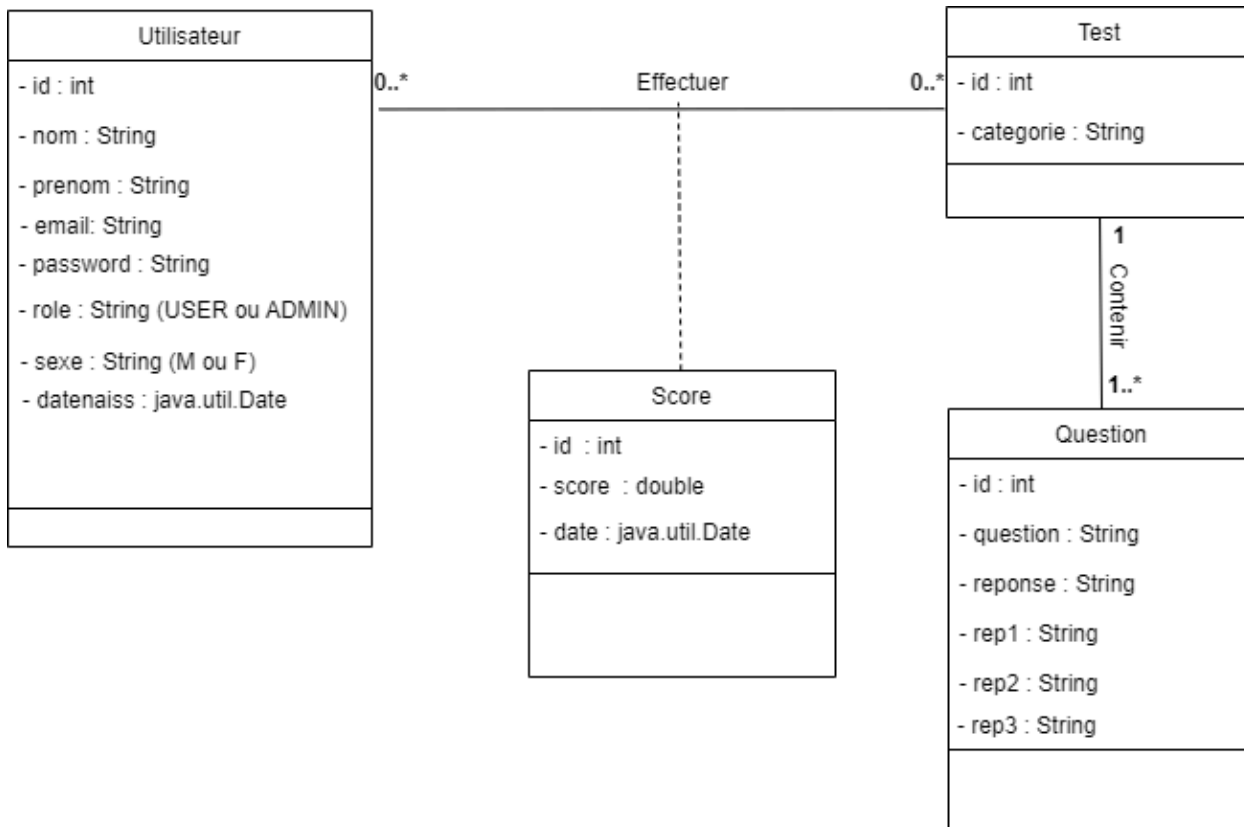 Utilisateur
- id : int
- nom : String
- prenom : String
- email: String
- password : String
- role : String (USER ou ADMIN)
- sexe : String (M ou F)
- datenaiss : java.util.Date
0..*
Effectuer
0..*
Test
- id : int
- categorie : String
1
Contenir
1..*
Score
- id : int
- score : double
- date : java.util.Date
Question
- id : int
- question : String
- reponse : String
- rep1 : String
- rep2 : String
- rep3 : String